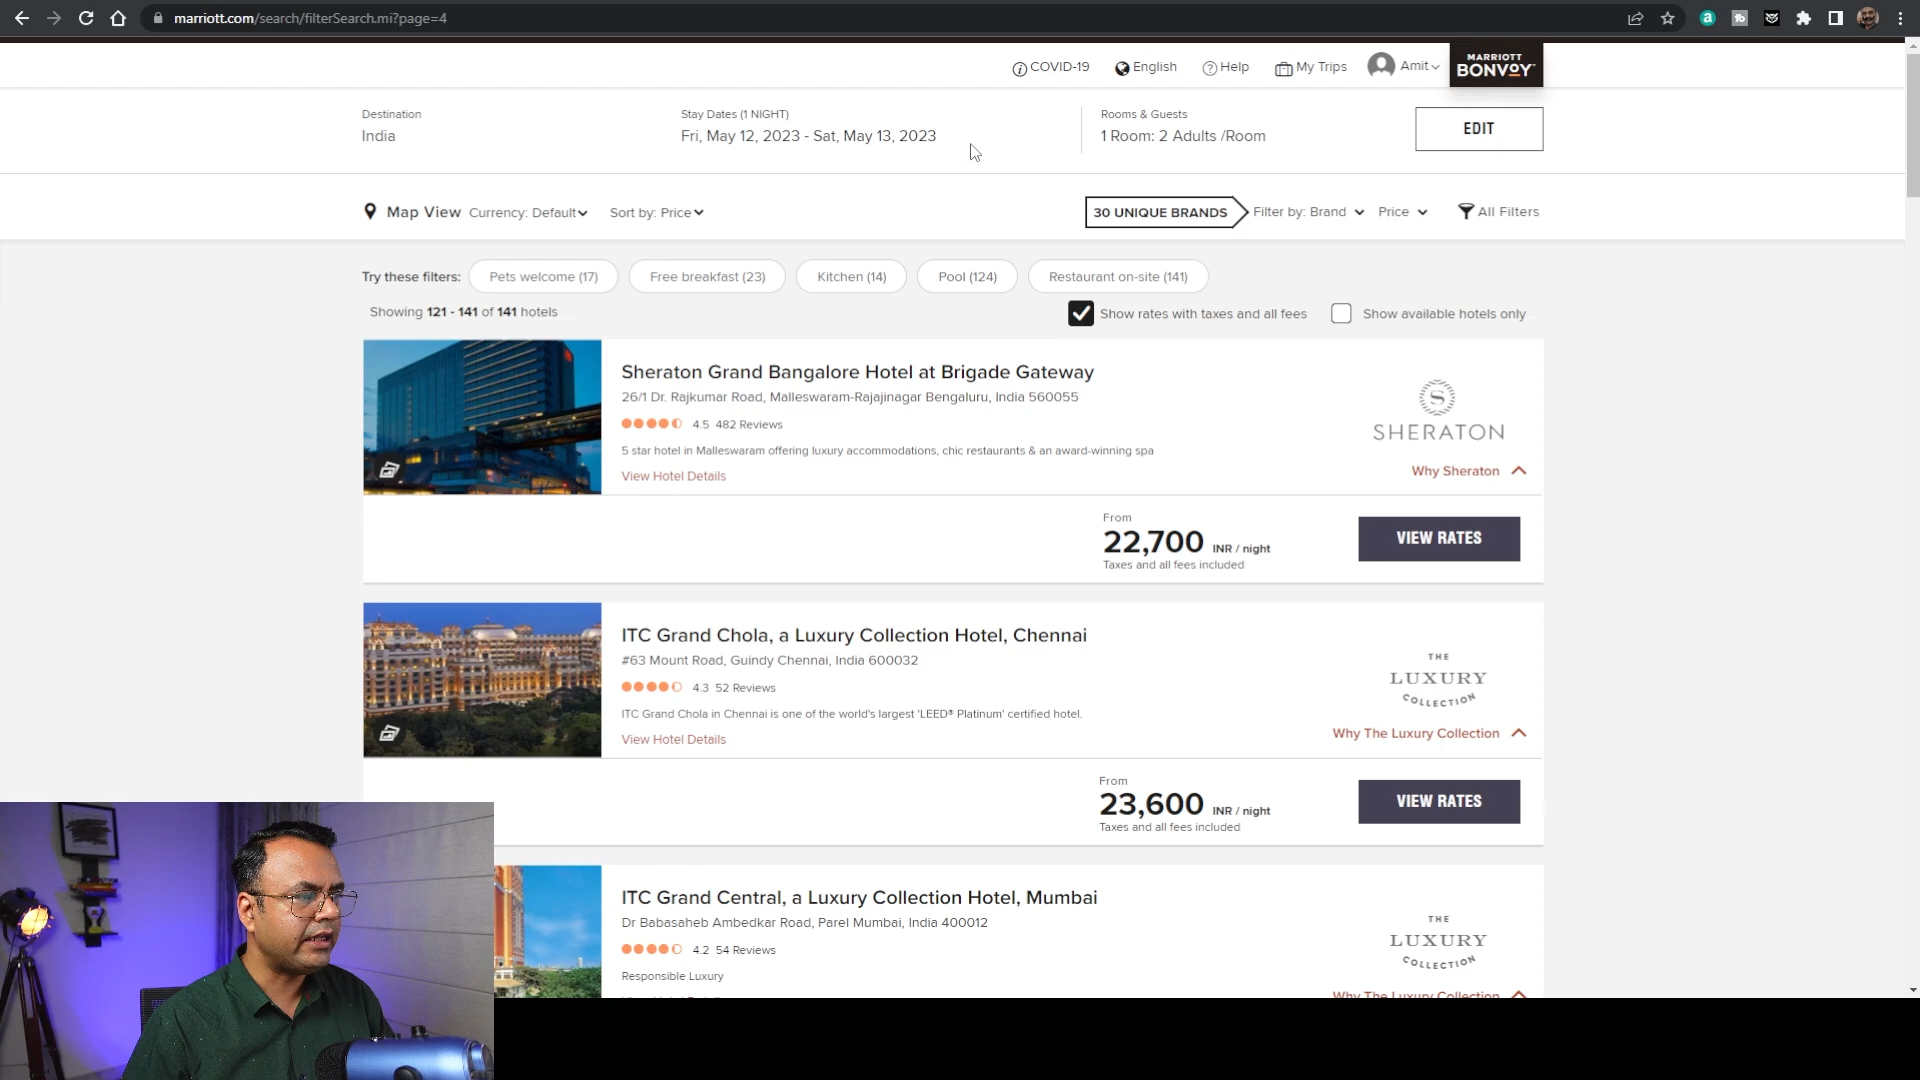 marriott.com/search/filterSearch.mi?page=4
COVID-19 English Help My Trips Amit MARRIOTT BONVOY
Destination
India
Stay Dates (1 NIGHT)
Fri, May 12, 2023 - Sat, May 13, 2023
Rooms & Guests
1 Room: 2 Adults /Room
EDIT
Map View Currency: Default Sort by: Price 30 UNIQUE BRANDS Filter by: Brand Price All Filters
Try these filters: Pets welcome (17) Free breakfast (23) Kitchen (14) Pool (124) Restaurant on-site (141)
Showing 121 - 141 of 141 hotels Show rates with taxes and all fees Show available hotels only
Sheraton Grand Bangalore Hotel at Brigade Gateway
26/1 Dr. Rajkumar Road, Malleswaram-Rajajinagar Bengaluru, India 560055
4.5 482 Reviews
5 star hotel in Malleswaram offering luxury accommodations, chic restaurants & an award-winning spa
View Hotel Details
S
SHERATON
Why Sheraton
From
22,700 INR / night
Taxes and all fees included
VIEW RATES
ITC Grand Chola, a Luxury Collection Hotel, Chennai
#63 Mount Road, Guindy Chennai, India 600032
4.3 52 Reviews
ITC Grand Chola in Chennai is one of the world's largest 'LEED® Platinum' certified hotel.
View Hotel Details
THE
LUXURY
COLLECTION
Why The Luxury Collection
From
23,600 INR / night
Taxes and all fees included
VIEW RATES
ITC Grand Central, a Luxury Collection Hotel, Mumbai
Dr Babasaheb Ambedkar Road, Parel Mumbai, India 400012
4.2 54 Reviews
Responsible Luxury
THE
LUXURY
COLLECTION
Why The Luxury Collection